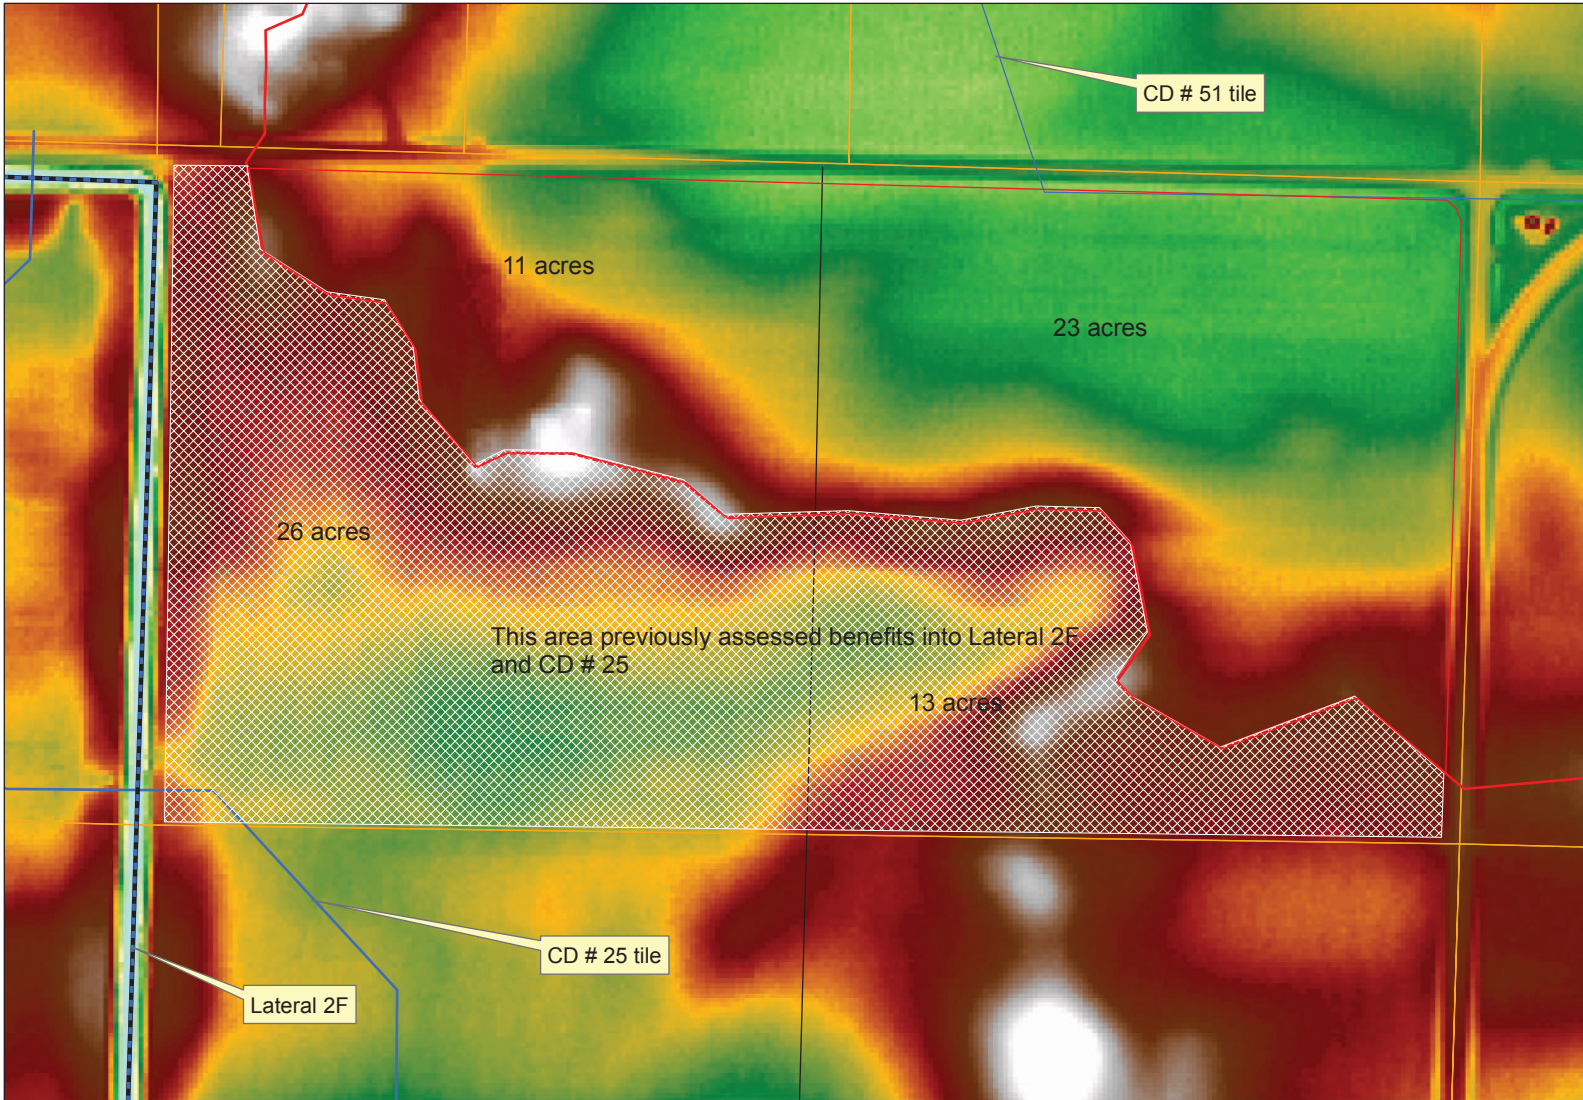 CD # 51 tile
11 acres
23 acres
26 acres
This area previously assessed benefits into Lateral 2F
and CD # 25
13 acres
CD # 25 tile
Lateral 2F